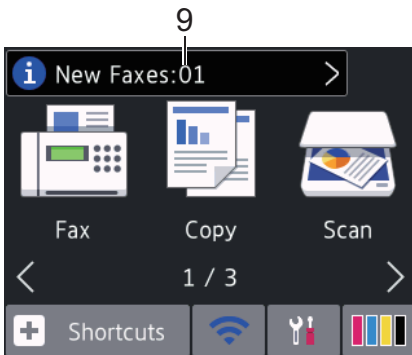 9
i New Faxes:01 >
Fax Copy Scan
< 1 / 3 >
+ Shortcuts